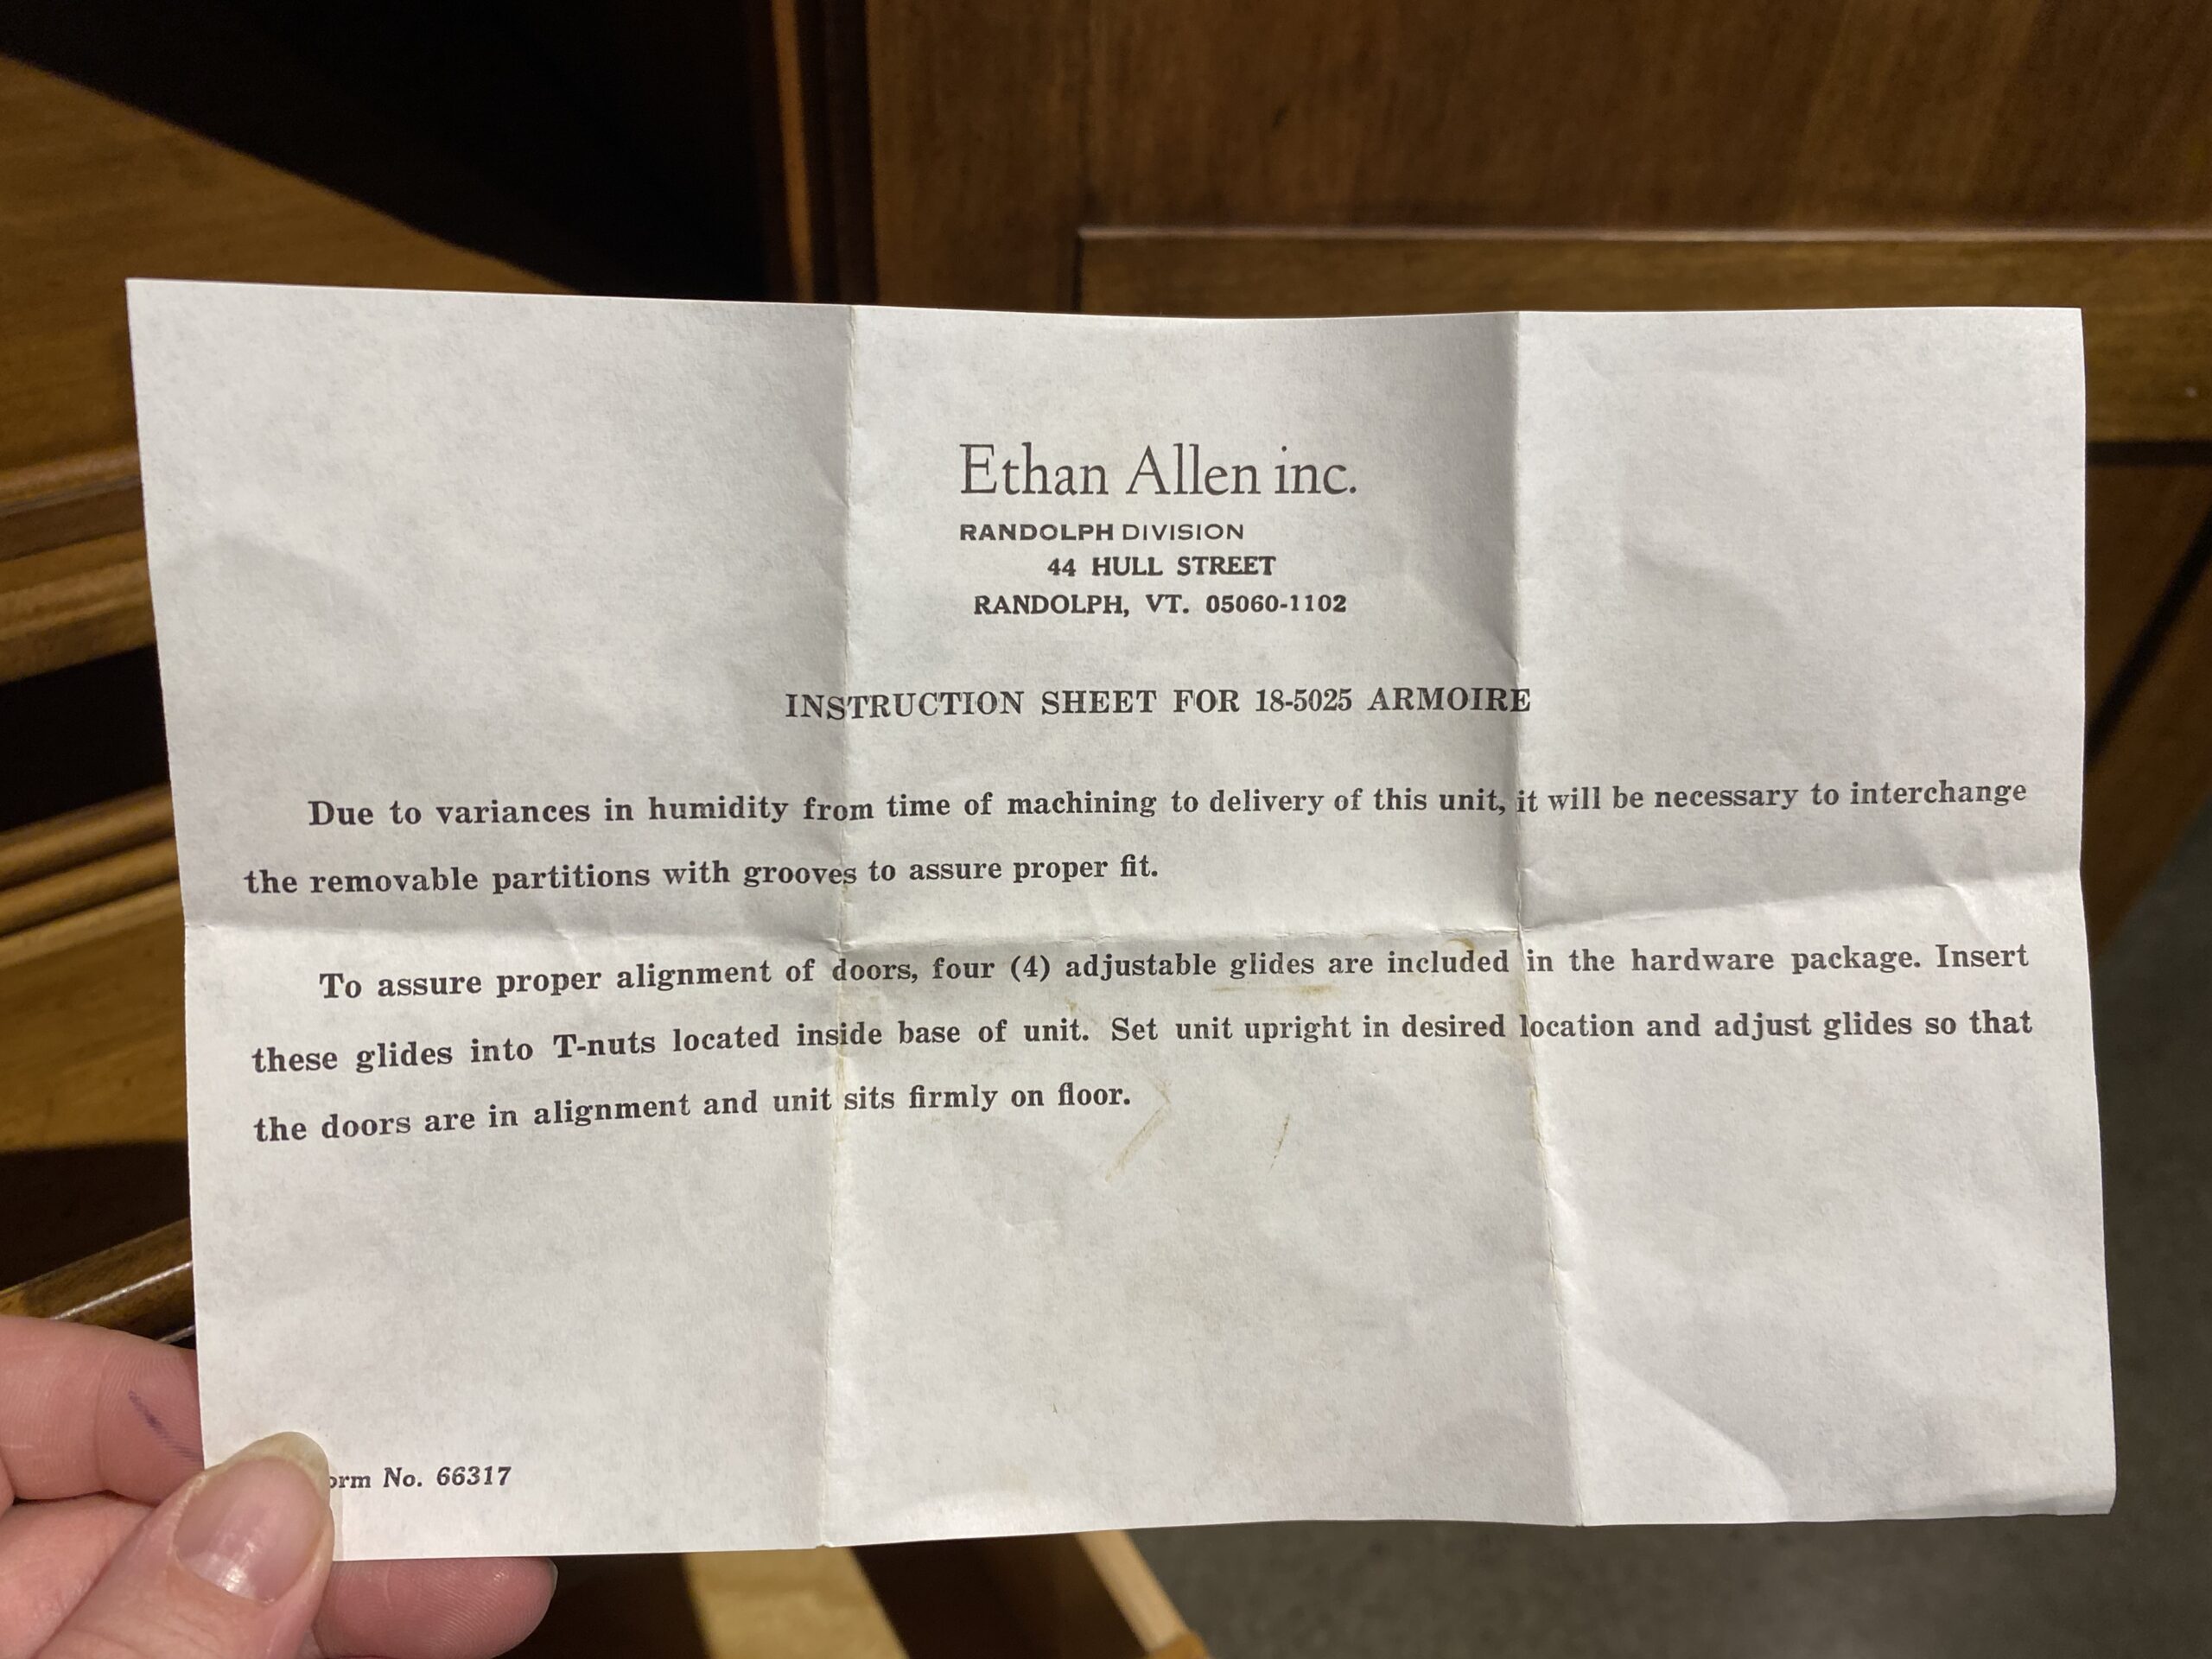 Ethan Allen inc.
RANDOLPH DIVISION
44 HULL STREET
RANDOLPH, VT. 05060-1102
INSTRUCTION SHEET FOR 18-5025 ARMOIRE
Due to variances in humidity from time of machining to delivery of this unit, it will be necessary to interchange
the removable partitions with grooves to assure proper fit.
To assure proper alignment of doors, four (4) adjustable glides are included in the hardware package. Insert
these glides into T-nuts located inside base of unit. Set unit upright in desired location and adjust glides so that
the doors are in alignment and unit sits firmly on floor.
No. 66317